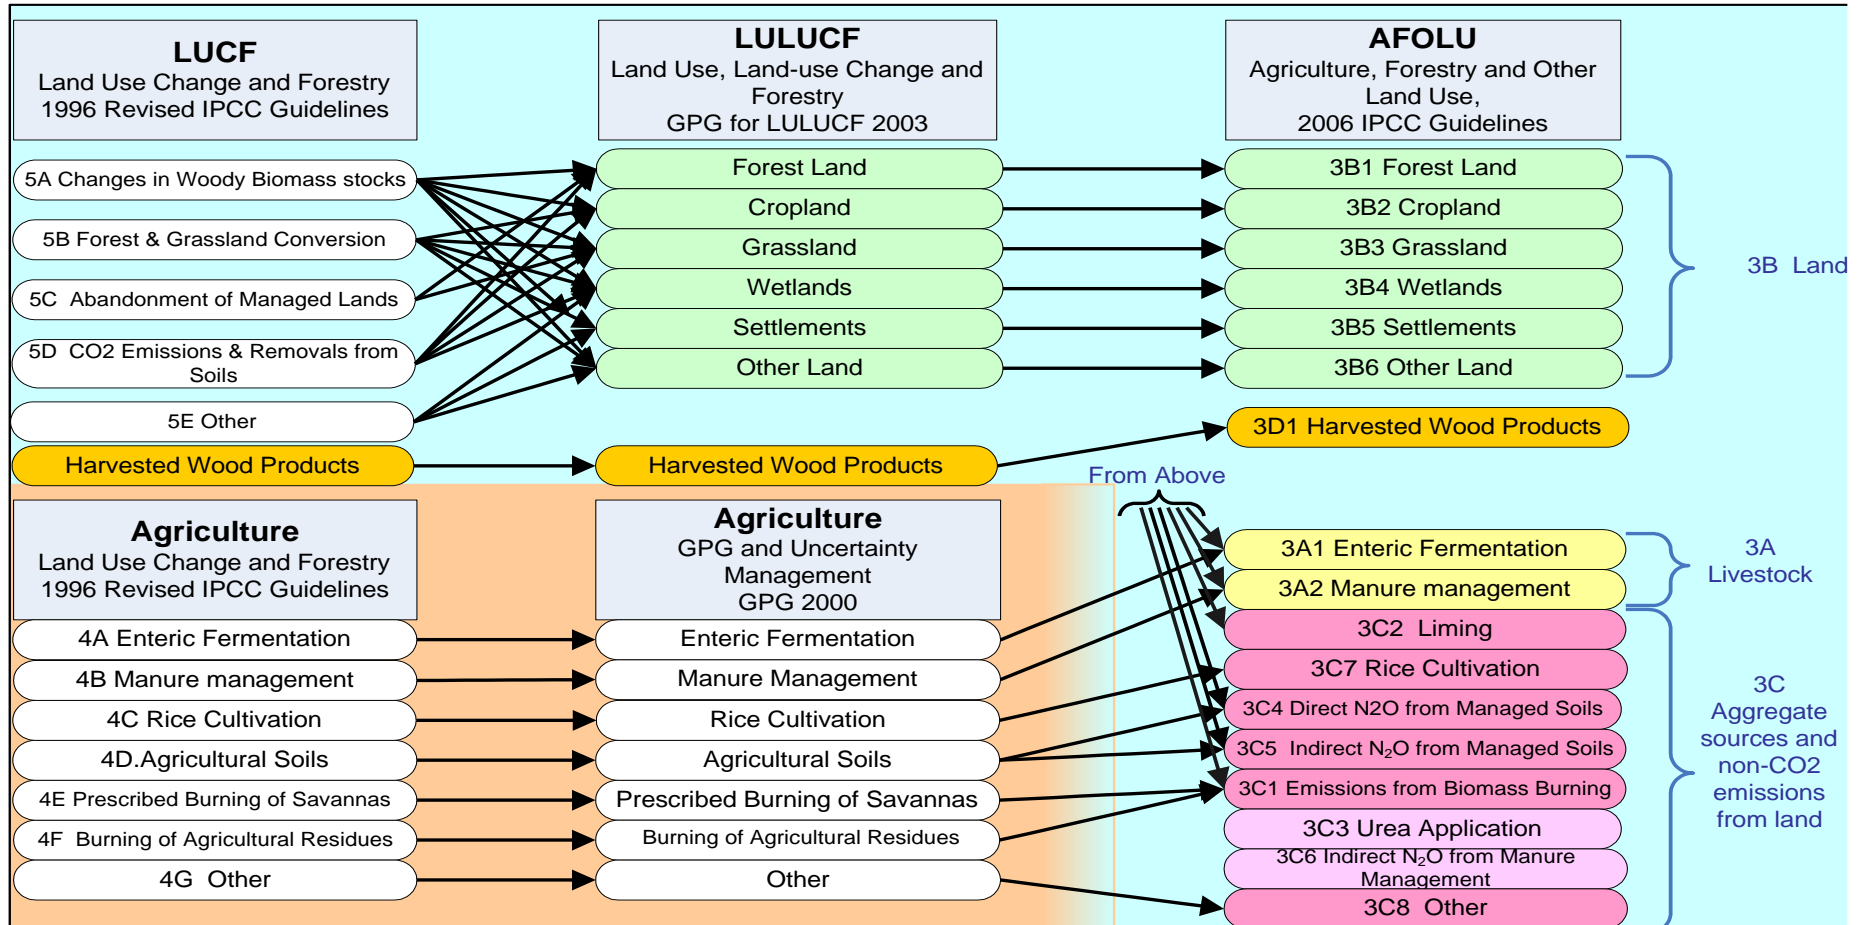 LUCF
Land Use Change and Forestry
1996 Revised IPCC Guidelines
LULUCF
Land Use, Land-use Change and
Forestry
GPG for LULUCF 2003
AFOLU
Agriculture, Forestry and Other
Land Use,
2006 IPCC Guidelines
5A Changes in Woody Biomass stocks
5B Forest & Grassland Conversion
5C Abandonment of Managed Lands
5D CO2 Emissions & Removals from
Soils
5E Other
Harvested Wood Products
Forest Land
Cropland
Grassland
Wetlands
Settlements
Other Land
Harvested Wood Products
3B1 Forest Land
3B2 Cropland
3B3 Grassland
3B4 Wetlands
3B5 Settlements
3B6 Other Land
3D1 Harvested Wood Products
3B Land
From Above
Agriculture
Land Use Change and Forestry
1996 Revised IPCC Guidelines
Agriculture
GPG and Uncertainty
Management
GPG 2000
4A Enteric Fermentation
4B Manure management
4C Rice Cultivation
4D.Agricultural Soils
4E Prescribed Burning of Savannas
4F Burning of Agricultural Residues
4G Other
Enteric Fermentation
Manure Management
Rice Cultivation
Agricultural Soils
Prescribed Burning of Savannas
Burning of Agricultural Residues
Other
3A1 Enteric Fermentation
3A2 Manure management
3C2 Liming
3C7 Rice Cultivation
3C4 Direct N2O from Managed Soils
3C5 Indirect N₂O from Managed Soils
3C1 Emissions from Biomass Burning
3C3 Urea Application
3C6 Indirect N₂O from Manure
Management
3C8 Other
3A
Livestock
3C
Aggregate
sources and
non-CO2
emissions
from land